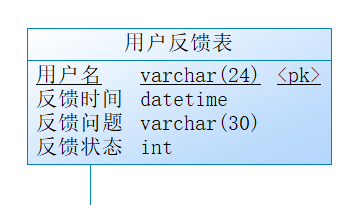 用户反馈表
用户名 varchar(24) <pk>
反馈时间 datetime
反馈问题 varchar(30)
反馈状态 int